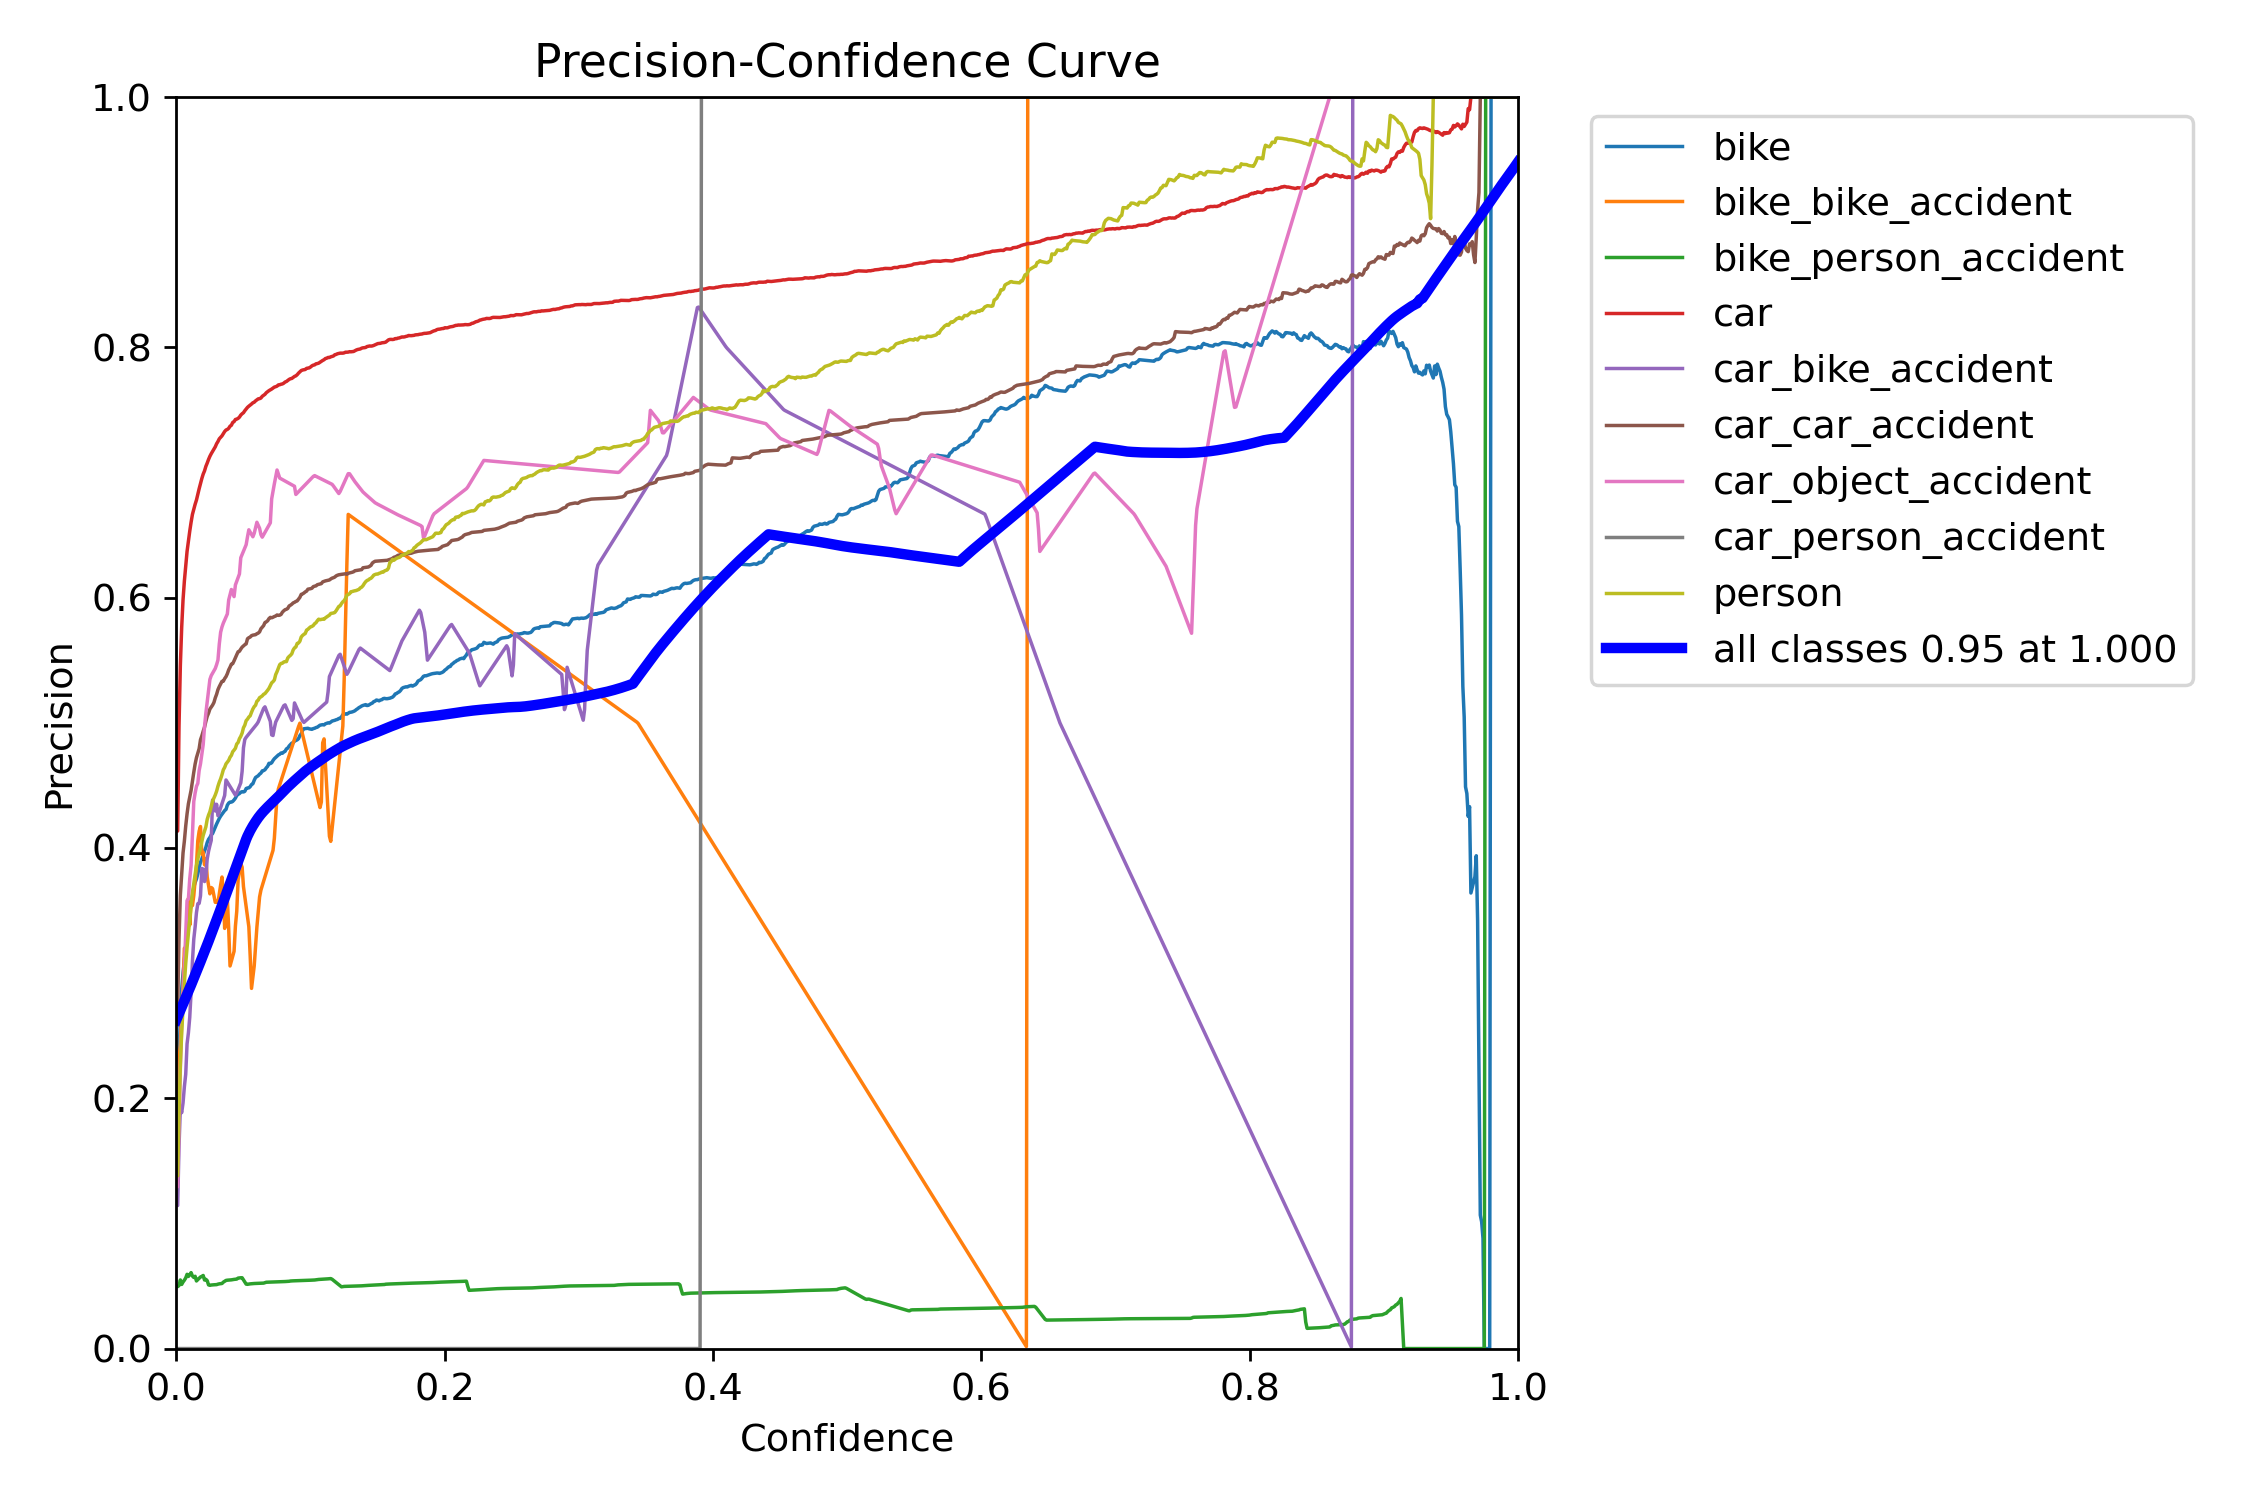 Precision-Confidence Curve
1.0
0.8
0.6
0.4
0.2
0.0
Precision
0.0 0.2 0.4 0.6 0.8 1.0
Confidence
bike
bike_bike_accident
bike_person_accident
car
car_bike_accident
car_car_accident
car_object_accident
car_person_accident
person
all classes 0.95 at 1.000